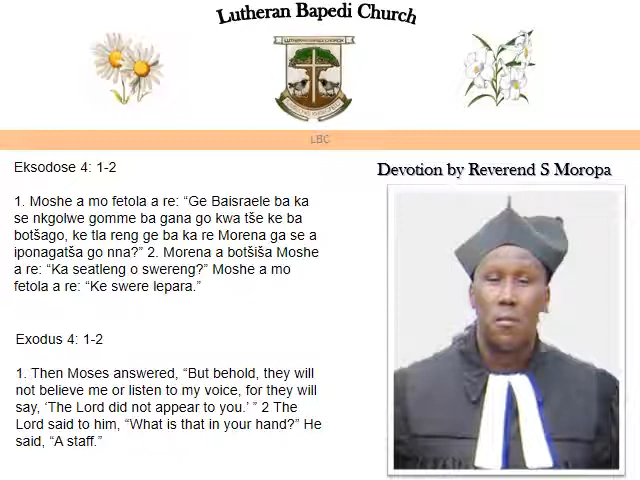 Lutheran Bapedi Church
LUTHERAN BAPEDI CHURCH
LBC
Eksodose 4: 1-2
1. Moshe a mo fetola a re: “Ge Baisraele ba ka
se nkgolwe gomme ba gana go kwa tše ke ba
botšago, ke tla reng ge ba ka re Morena ga se a
iponagatša go nna?” 2. Morena a botšiša Moshe
a re: “Ka seatleng o swereng?” Moshe a mo
fetola a re: “Ke swere lepara.”
Exodus 4: 1-2
1. Then Moses answered, “But behold, they will
not believe me or listen to my voice, for they will
say, ‘The Lord did not appear to you.’ ” 2 The
Lord said to him, “What is that in your hand?” He
said, “A staff.”
Devotion by Reverend S Moropa